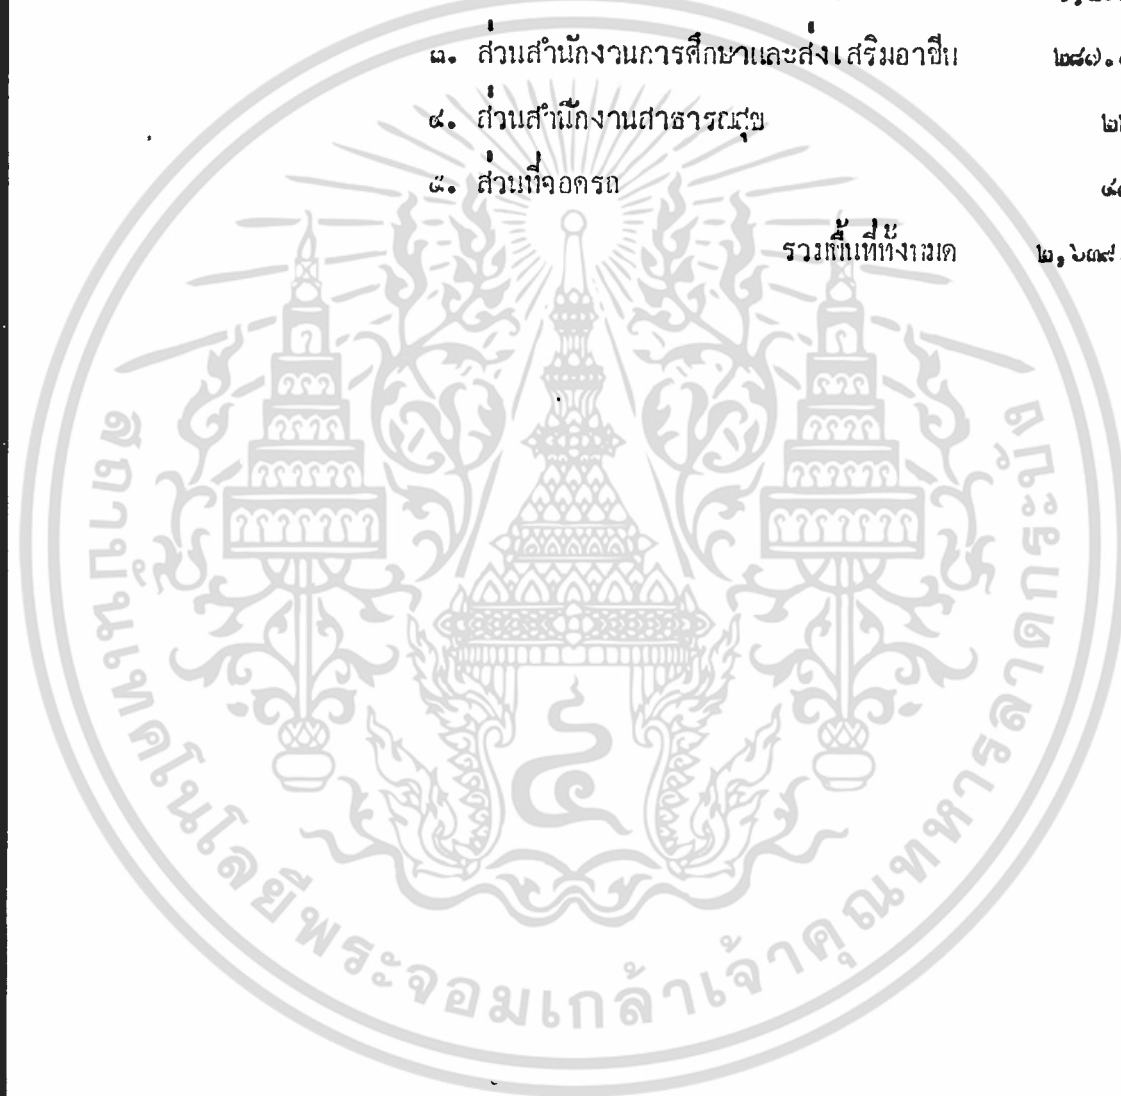 ๓. ส่วนสำนักงานการศึกษาและส่งเสริมอาชีพ ๒๘๗.
๔. ส่วนสำนักงานสาธารณสุข
๕. ส่วนที่จอดรถ
รวมพื้นที่ทั้งหมด ๒,๖๓๙.
สถาบันเทคโนโลยีพระจอมเกล้าเจ้าคุณทหารลาดกระบัง